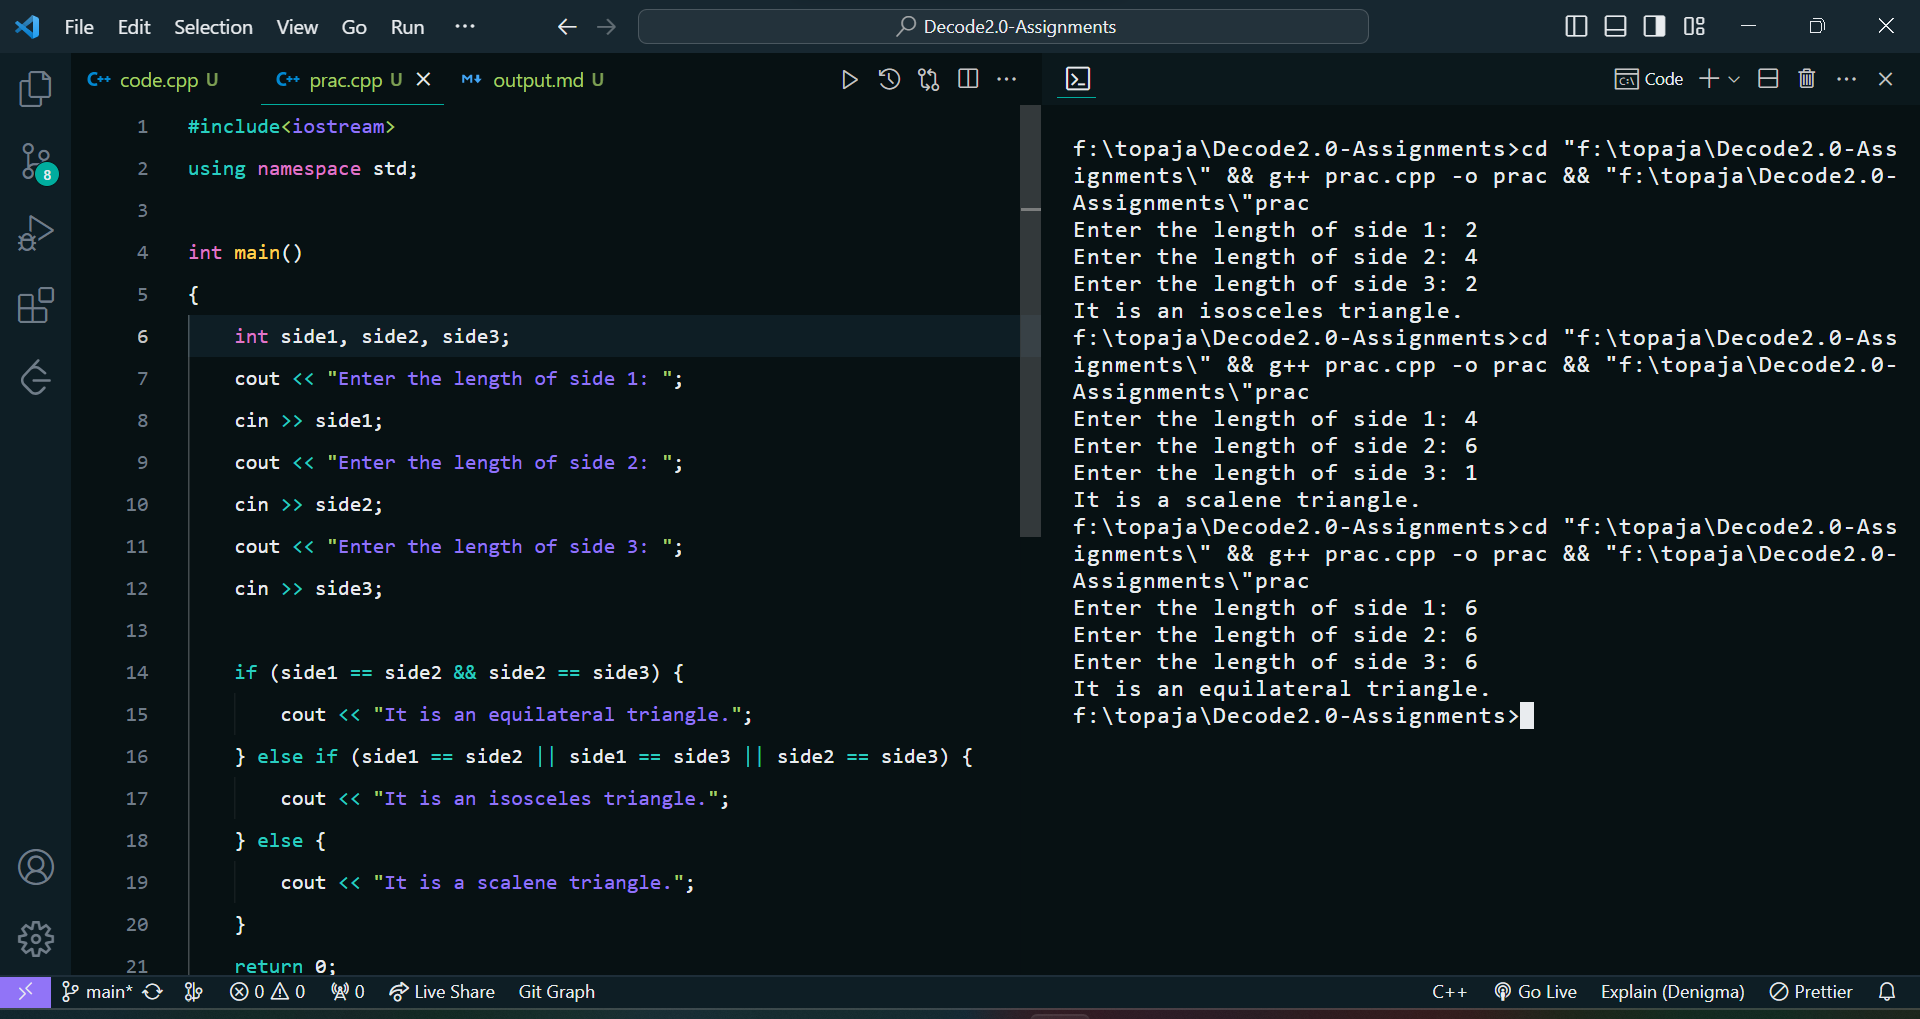 File Edit Selection View Go Run ··· Decode2.0-Assignments
C++ code.cpp U C++ prac.cpp U output.md U
Code
1 #include<iostream>
2 using namespace std;
3
4 int main()
5 {
6 int side1, side2, side3;
7 cout << "Enter the length of side 1: ";
8 cin >> side1;
9 cout << "Enter the length of side 2: ";
10 cin >> side2;
11 cout << "Enter the length of side 3: ";
12 cin >> side3;
13
14 if (side1 == side2 && side2 == side3) {
15 cout << "It is an equilateral triangle.";
16 } else if (side1 == side2 || side1 == side3 || side2 == side3) {
17 cout << "It is an isosceles triangle.";
18 } else {
19 cout << "It is a scalene triangle.";
20 }
21 return 0;
f:\topaja\Decode2.0-Assignments>cd "f:\topaja\Decode2.0-Ass
ignments\" && g++ prac.cpp -o prac && "f:\topaja\Decode2.0-
Assignments\"prac
Enter the length of side 1: 2
Enter the length of side 2: 4
Enter the length of side 3: 2
It is an isosceles triangle.
f:\topaja\Decode2.0-Assignments>cd "f:\topaja\Decode2.0-Ass
ignments\" && g++ prac.cpp -o prac && "f:\topaja\Decode2.0-
Assignments\"prac
Enter the length of side 1: 4
Enter the length of side 2: 6
Enter the length of side 3: 1
It is a scalene triangle.
f:\topaja\Decode2.0-Assignments>cd "f:\topaja\Decode2.0-Ass
ignments\" && g++ prac.cpp -o prac && "f:\topaja\Decode2.0-
Assignments\"prac
Enter the length of side 1: 6
Enter the length of side 2: 6
Enter the length of side 3: 6
It is an equilateral triangle.
f:\topaja\Decode2.0-Assignments>
8
main* 0 0 0 Live Share Git Graph C++ Go Live Explain (Denigma) Prettier